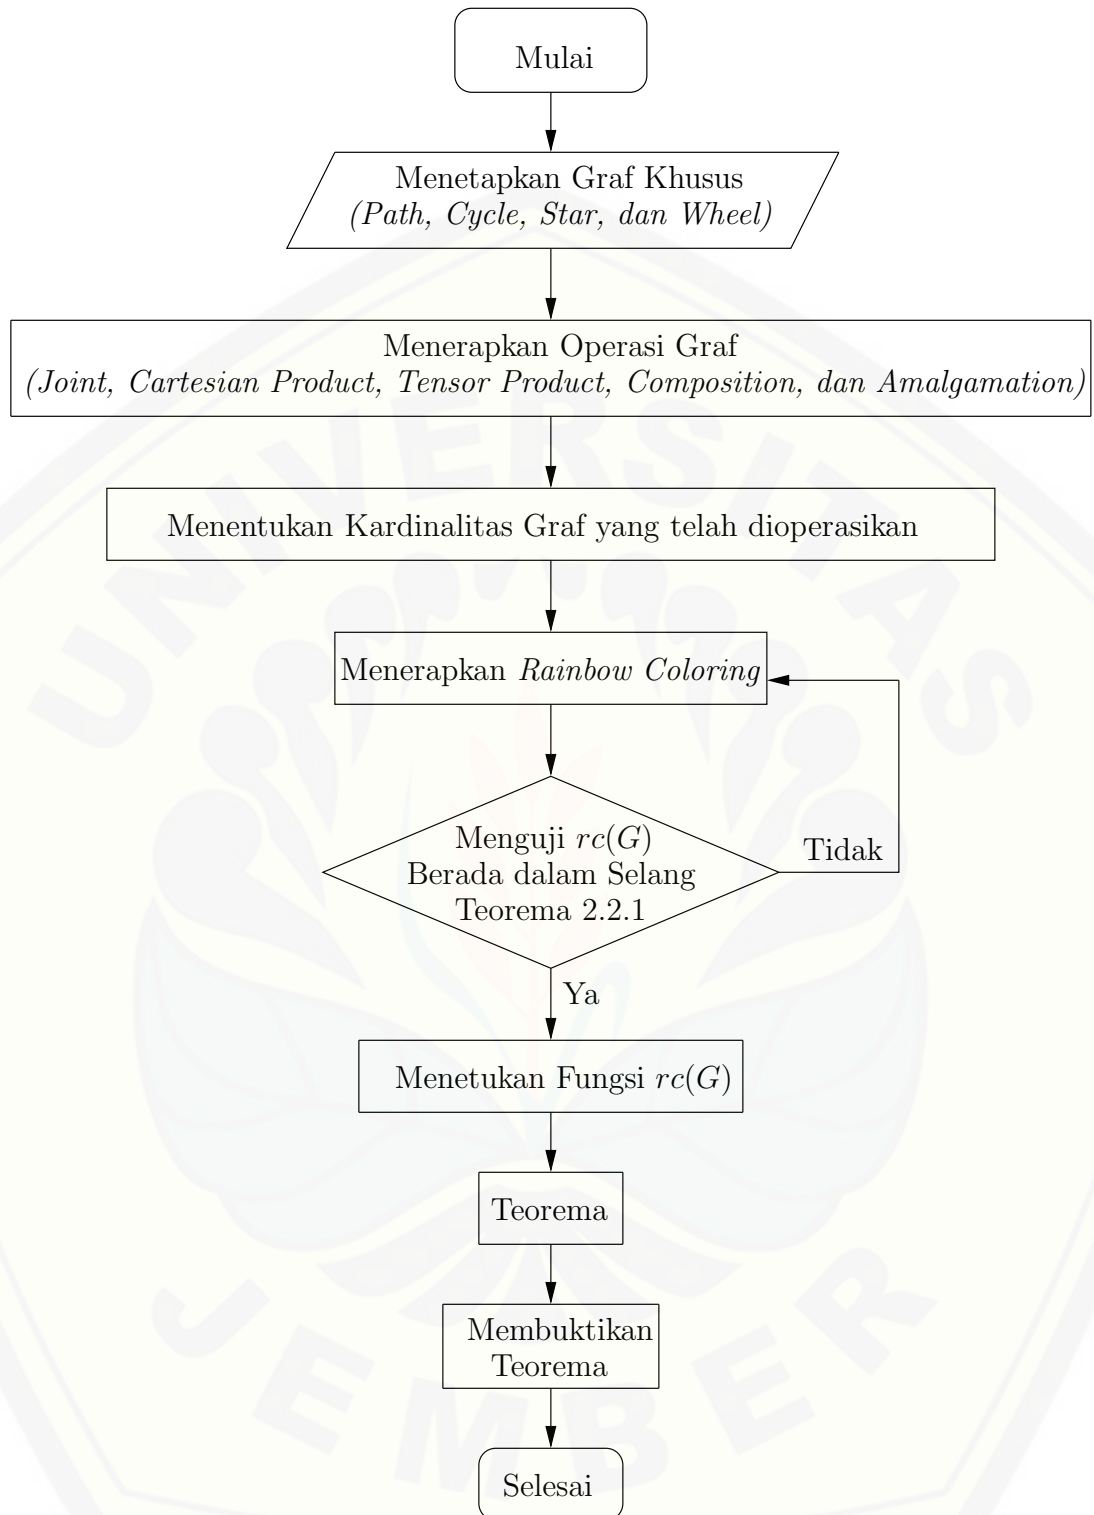 Mulai
Menetapkan Graf Khusus
(Path, Cycle, Star, dan Wheel)
Menerapkan Operasi Graf
(Joint, Cartesian Product, Tensor Product, Composition, dan Amalgamation)
Menentukan Kardinalitas Graf yang telah dioperasikan
Menerapkan Rainbow Coloring
Menguji rc(G)
Berada dalam Selang
Teorema 2.2.1
Tidak
Ya
Menetukan Fungsi rc(G)
Teorema
Membuktikan
Teorema
Selesai
UNIVERSITAS
JEMBER